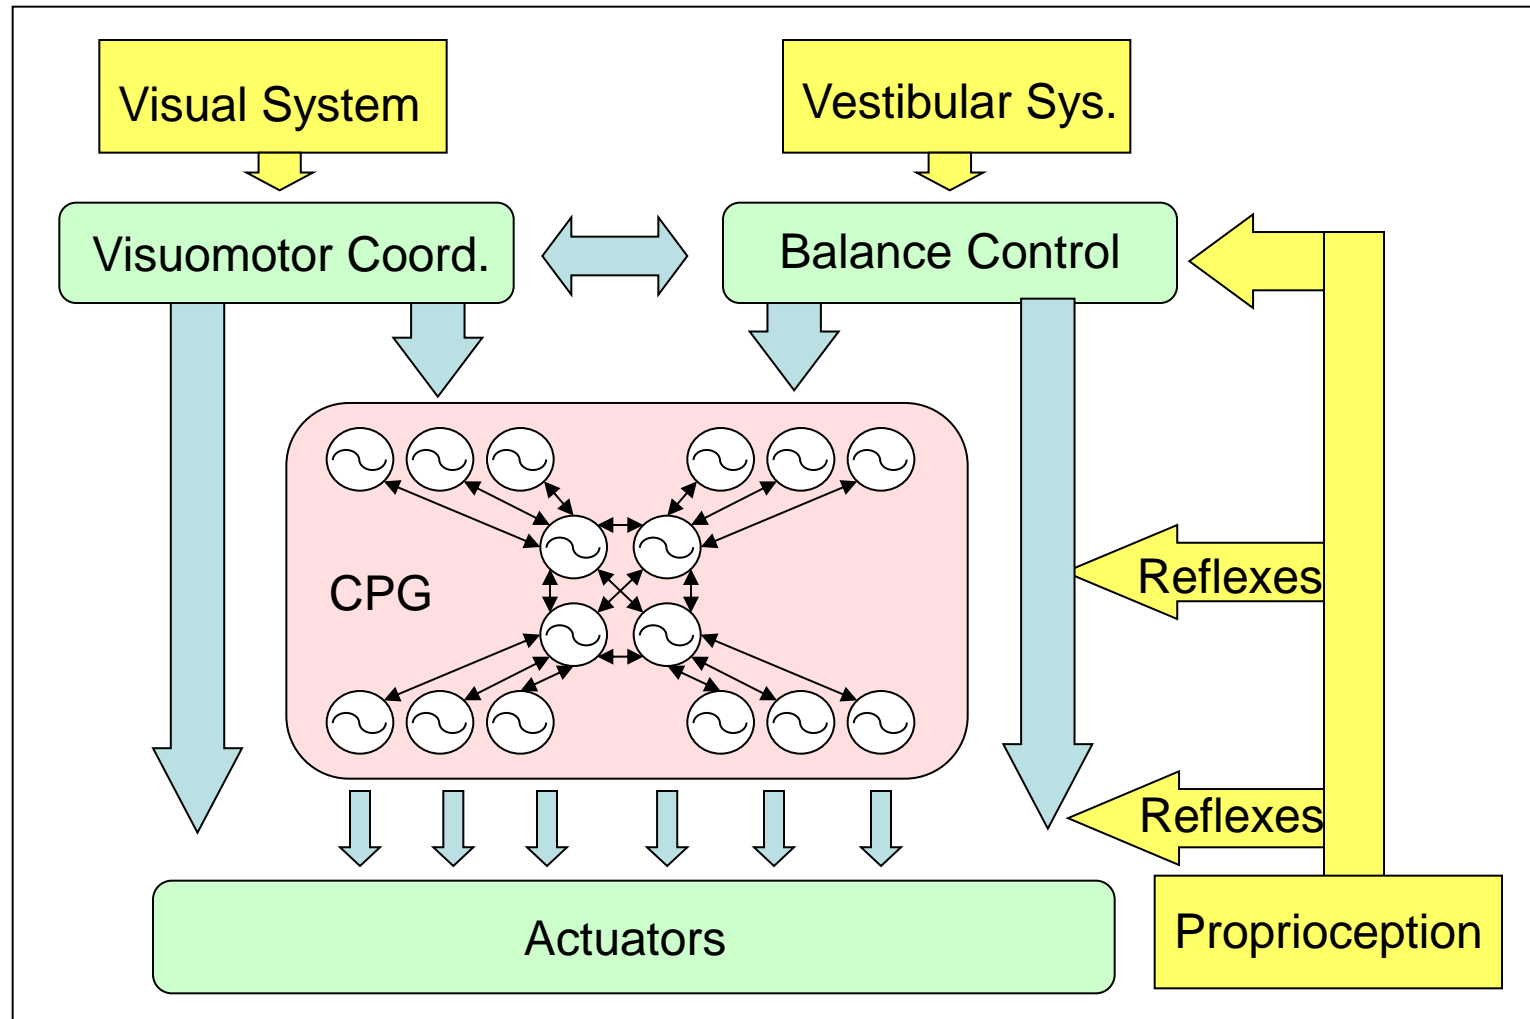 Visual System
Vestibular Sys.
Visuomotor Coord.
Balance Control
CPG
Reflexes
Reflexes
Actuators
Proprioception